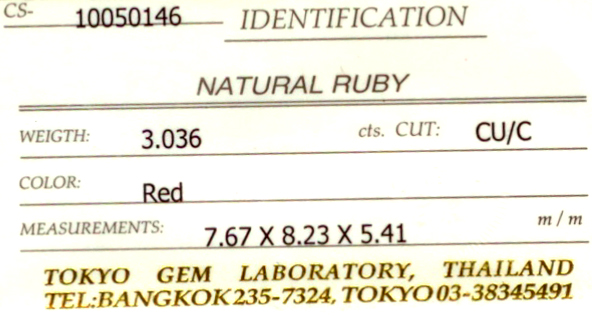 CS- 10050146 IDENTIFICATION
NATURAL RUBY
WEIGTH: 3.036 cts. CUT: CU/C
COLOR: Red
MEASUREMENTS: 7.67 X 8.23 X 5.41 m/m
TOKYO GEM LABORATORY, THAILAND
TEL:BANGKOK 235-7324, TOKYO 03-38345491